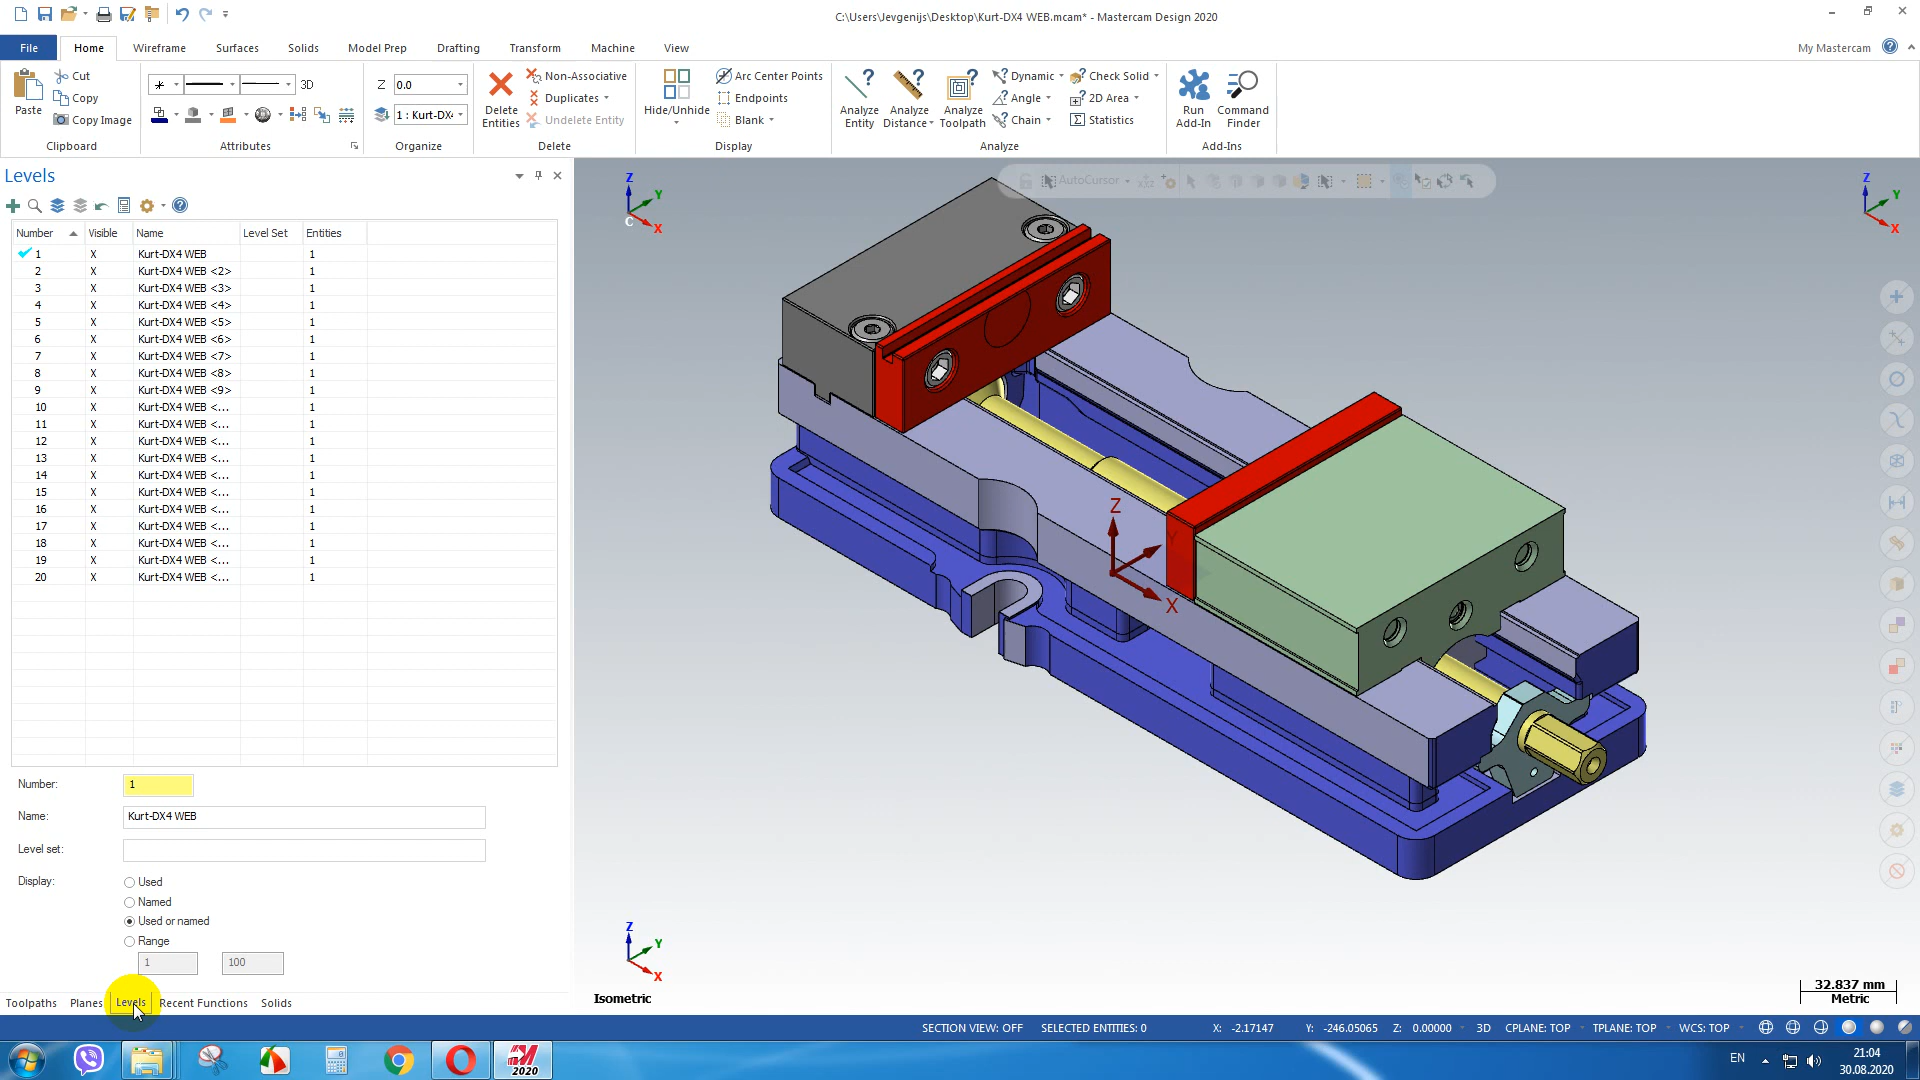 C:\Users\Jevgenijs\Desktop\Kurt-DX4 WEB.mcam* - Mastercam Design 2020
File Home Wireframe Surfaces Solids Model Prep Drafting Transform Machine View My Mastercam
Paste
Cut
Copy
Copy Image
Clipboard
3D
Attributes
Z 0.0
1 : Kurt-DX4
Organize
Delete
Entities
Non-Associative
Duplicates
Undelete Entity
Delete
Hide/Unhide
Arc Center Points
Endpoints
Blank
Display
Analyze
Entity
Analyze
Distance
Analyze
Toolpath
Dynamic
Angle
Chain
Check Solid
2D Area
Statistics
Analyze
Run
Add-In
Command
Finder
Add-Ins
Levels
Number Visible Name Level Set Entities
1 X Kurt-DX4 WEB 1
2 X Kurt-DX4 WEB <2> 1
3 X Kurt-DX4 WEB <3> 1
4 X Kurt-DX4 WEB <4> 1
5 X Kurt-DX4 WEB <5> 1
6 X Kurt-DX4 WEB <6> 1
7 X Kurt-DX4 WEB <7> 1
8 X Kurt-DX4 WEB <8> 1
9 X Kurt-DX4 WEB <9> 1
10 X Kurt-DX4 WEB <... 1
11 X Kurt-DX4 WEB <... 1
12 X Kurt-DX4 WEB <... 1
13 X Kurt-DX4 WEB <... 1
14 X Kurt-DX4 WEB <... 1
15 X Kurt-DX4 WEB <... 1
16 X Kurt-DX4 WEB <... 1
17 X Kurt-DX4 WEB <... 1
18 X Kurt-DX4 WEB <... 1
19 X Kurt-DX4 WEB <... 1
20 X Kurt-DX4 WEB <... 1
Number: 1
Name: Kurt-DX4 WEB
Level set:
Display: Used
Named
Used or named
Range
1 100
Toolpaths Planes Levels Recent Functions Solids
AutoCursor
Z
Y
C X
Z
Y
X
Z
Y
X
Z
Y
X
Isometric
32.837 mm
Metric
SECTION VIEW: OFF SELECTED ENTITIES: 0 X: -2.17147 Y: -246.05065 Z: 0.00000 3D CPLANE: TOP TPLANE: TOP WCS: TOP
2020
EN
21:04
30.08.2020